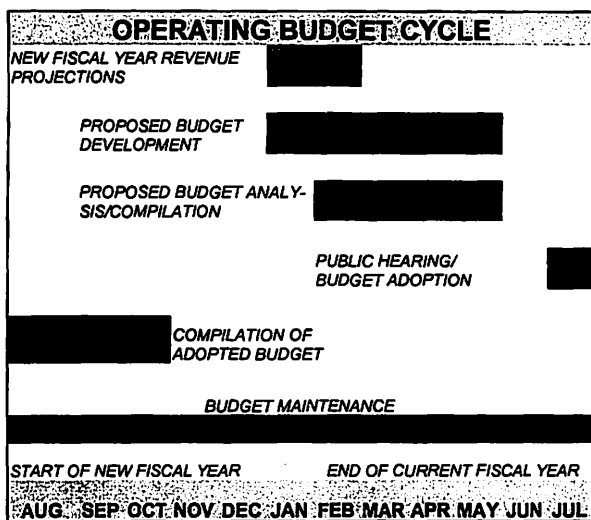 OPERATING BUDGET CYCLE
NEW FISCAL YEAR REVENUE
PROJECTIONS
PROPOSED BUDGET
DEVELOPMENT
PROPOSED BUDGET ANALY-
SIS/COMPILATION
PUBLIC HEARING/
BUDGET ADOPTION
COMPILATION OF
ADOPTED BUDGET
BUDGET MAINTENANCE
START OF NEW FISCAL YEAR END OF CURRENT FISCAL YEAR
AUG. SEP OCT NOV DEC JAN FEB MAR APR MAY JUN JUL